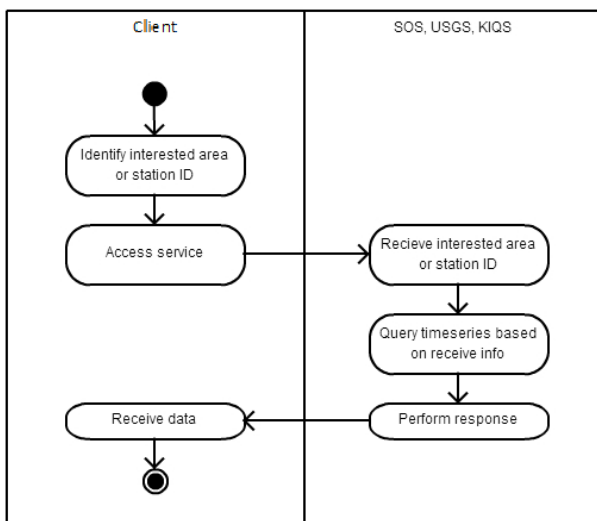 Client
SOS, USGS, KIQS
Identify interested area
or station ID
Access service
Recieve interested area
or station ID
Query timeseries based
on receive info
Perform response
Receive data